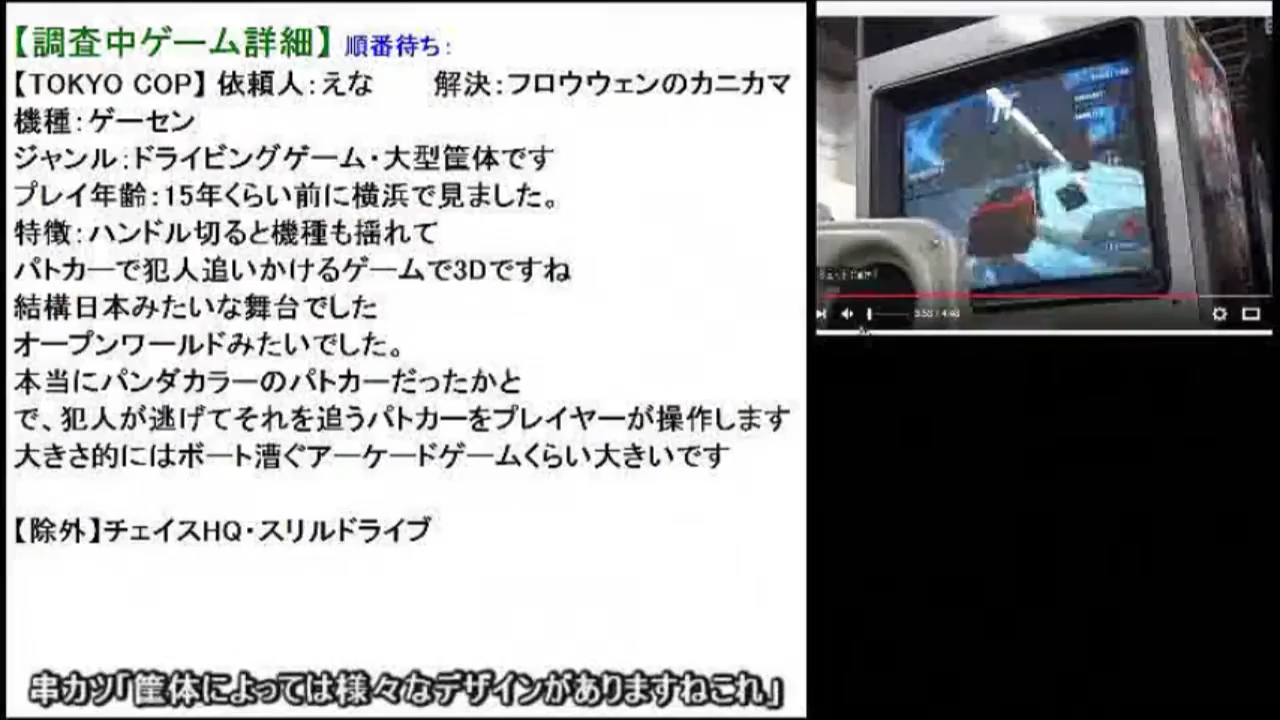 【調査中ゲーム詳細】 順番待ち：
【TOKYO COP】 依頼人：えな　　解決：フロウウェンのカニカマ
機種：ゲーセン
ジャンル：ドライビングゲーム・大型筐体です
プレイ年齢：15年くらい前に横浜で見ました。
特徴：ハンドル切ると機種も揺れて
パトカーで犯人追いかけるゲームで3Dですね
結構日本みたいな舞台でした
オープンワールドみたいでした。
本当にパンダカラーのパトカーだったかと
で、犯人が逃げてそれを追うパトカーをプレイヤーが操作します
大きさ的にはボート漕ぐアーケードゲームくらい大きいです
【除外】チェイスHQ・スリルドライブ
串カツ「筐体によっては様々なデザインがありますねこれ」